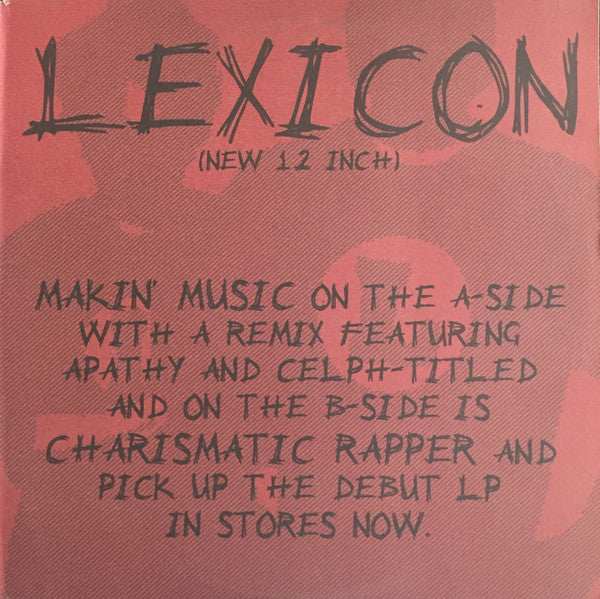 LEXICON
(NEW 12 INCH)
MAKIN' MUSIC ON THE A-SIDE
WITH A REMIX FEATURING
APATHY AND CELPH-TITLED
AND ON THE B-SIDE IS
CHARISMATIC RAPPER AND
PICK UP THE DEBUT LP
IN STORES NOW.